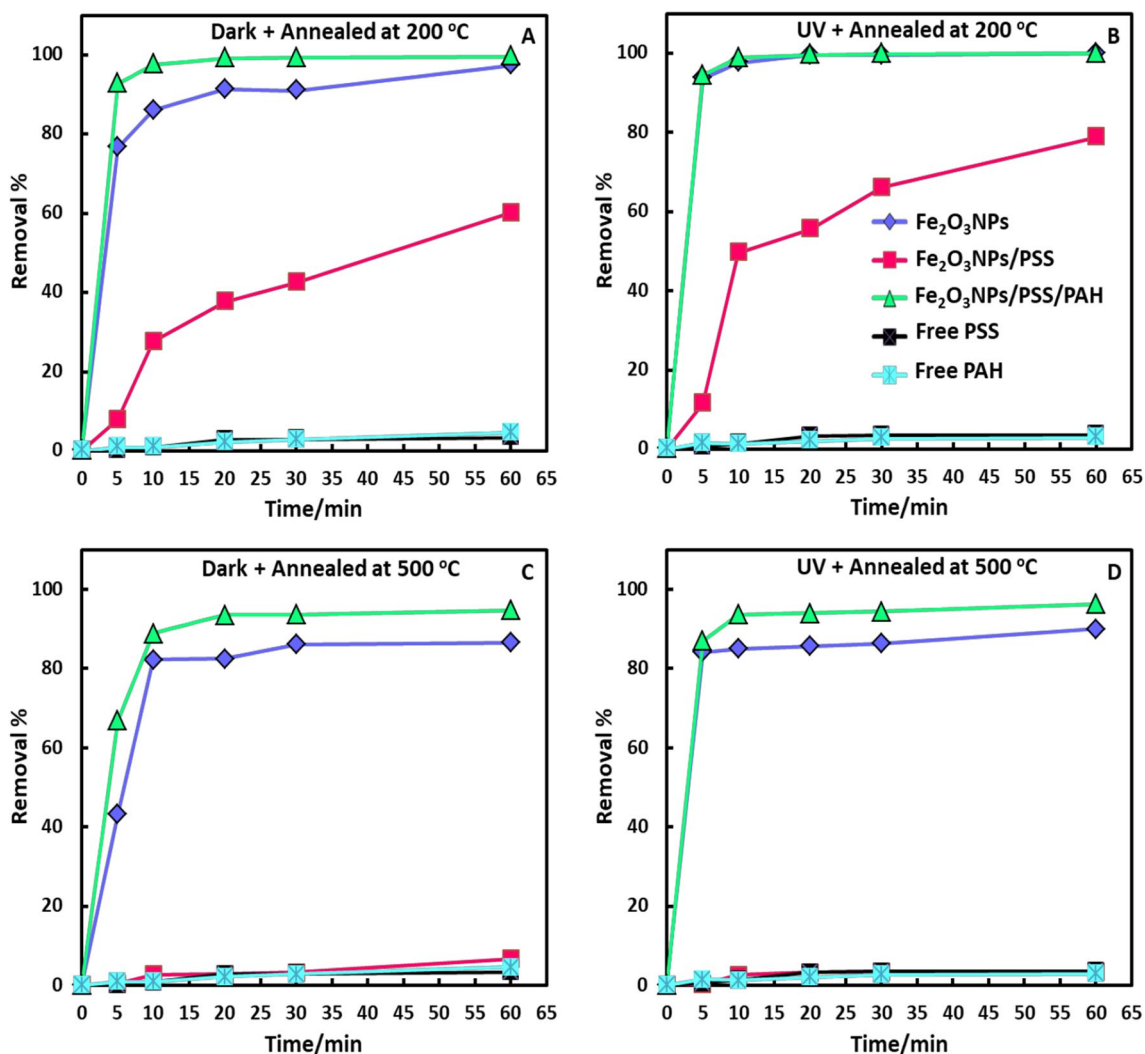 Dark + Annealed at 200 °C
A
100
80
60
40
20
0
Removal %
0 5 10 15 20 25 30 35 40 45 50 55 60 65
Time/min
UV + Annealed at 200 °C
B
100
80
60
40
20
0
Removal %
Fe₂O₃NPs
Fe₂O₃NPs/PSS
Fe₂O₃NPs/PSS/PAH
Free PSS
Free PAH
0 5 10 15 20 25 30 35 40 45 50 55 60 65
Time/min
Dark + Annealed at 500 °C
C
100
80
60
40
20
0
Removal %
0 5 10 15 20 25 30 35 40 45 50 55 60 65
Time/min
UV + Annealed at 500 °C
D
100
80
60
40
20
0
Removal %
0 5 10 15 20 25 30 35 40 45 50 55 60 65
Time/min